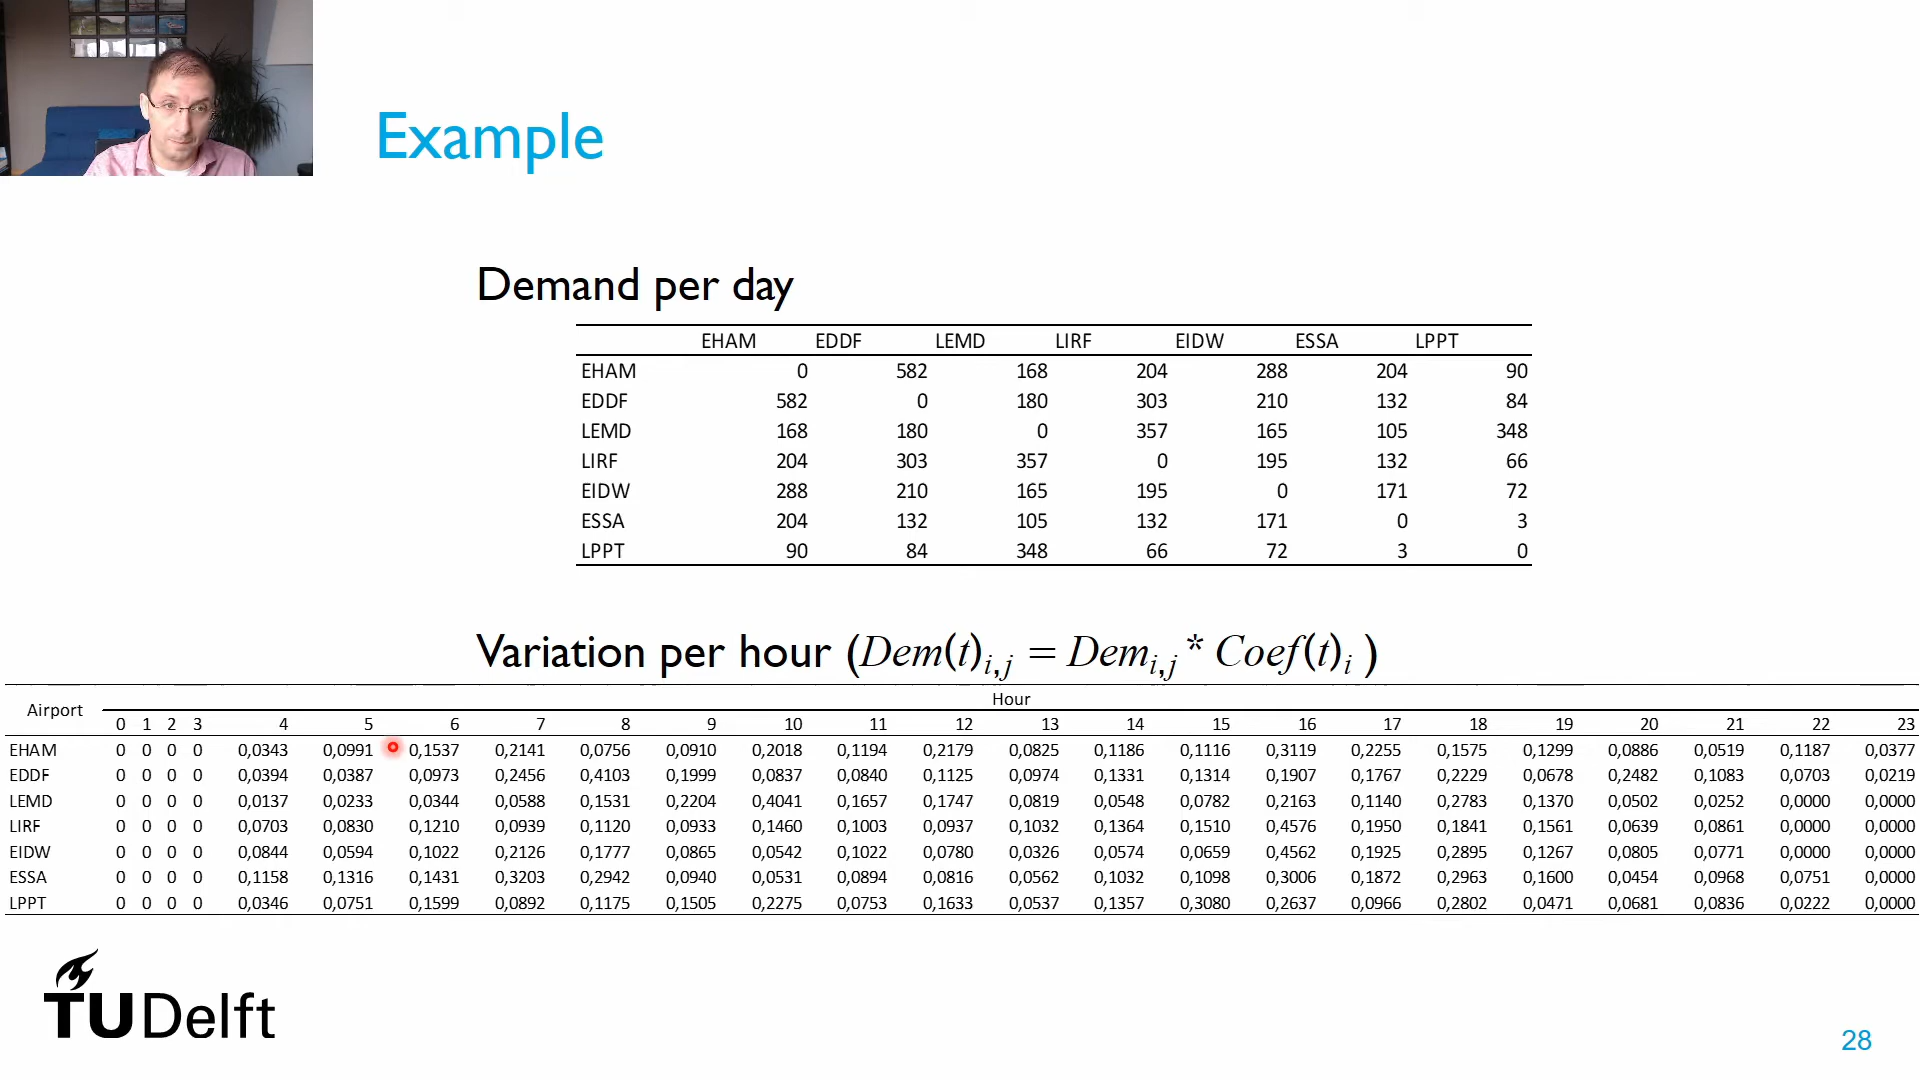 Example
Demand per day
EHAM EDDF LEMD LIRF EIDW ESSA LPPT
EHAM 0 582 168 204 288 204 90
EDDF 582 0 180 303 210 132 84
LEMD 168 180 0 357 165 105 348
LIRF 204 303 357 0 195 132 66
EIDW 288 210 165 195 0 171 72
ESSA 204 132 105 132 171 0 3
LPPT 90 84 348 66 72 3 0
Variation per hour (Dem(t)i,j = Demi,j * Coef(t)i )
Airport Hour
0 1 2 3 4 5 6 7 8 9 10 11 12 13 14 15 16 17 18 19 20 21 22 23
EHAM 0 0 0 0 0,0343 0,0991 0,1537 0,2141 0,0756 0,0910 0,2018 0,1194 0,2179 0,0825 0,1186 0,1116 0,3119 0,2255 0,1575 0,1299 0,0886 0,0519 0,1187 0,0377
EDDF 0 0 0 0 0,0394 0,0387 0,0973 0,2456 0,4103 0,1999 0,0837 0,0840 0,1125 0,0974 0,1331 0,1314 0,1907 0,1767 0,2229 0,0678 0,2482 0,1083 0,0703 0,0219
LEMD 0 0 0 0 0,0137 0,0233 0,0344 0,0588 0,1531 0,2204 0,4041 0,1657 0,1747 0,0819 0,0548 0,0782 0,2163 0,1140 0,2783 0,1370 0,0502 0,0252 0,0000 0,0000
LIRF 0 0 0 0 0,0703 0,0830 0,1210 0,0939 0,1120 0,0933 0,1460 0,1003 0,0937 0,1032 0,1364 0,1510 0,4576 0,1950 0,1841 0,1561 0,0639 0,0861 0,0000 0,0000
EIDW 0 0 0 0 0,0844 0,0594 0,1022 0,2126 0,1777 0,0865 0,0542 0,1022 0,0780 0,0326 0,0574 0,0659 0,4562 0,1925 0,2895 0,1267 0,0805 0,0771 0,0000 0,0000
ESSA 0 0 0 0 0,1158 0,1316 0,1431 0,3203 0,2942 0,0940 0,0531 0,0894 0,0816 0,0562 0,1032 0,1098 0,3006 0,1872 0,2963 0,1600 0,0454 0,0968 0,0751 0,0000
LPPT 0 0 0 0 0,0346 0,0751 0,1599 0,0892 0,1175 0,1505 0,2275 0,0753 0,1633 0,0537 0,1357 0,3080 0,2637 0,0966 0,2802 0,0471 0,0681 0,0836 0,0222 0,0000
TUDelft
28